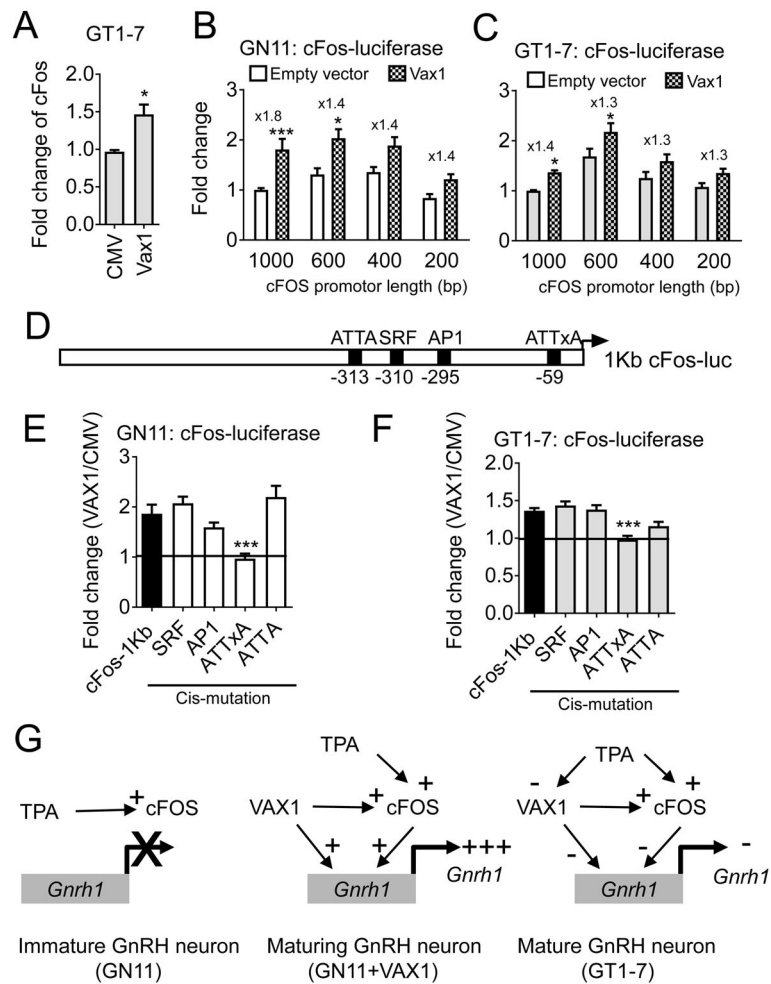 A
GT1-7
Fold change of cFos
2.0
1.5
1.0
0.5
0.0
*
CMV
Vax1
B
GN11: cFos-luciferase
Empty vector
Vax1
Fold change
3
2
1
0
x1.8
***
x1.4
*
x1.4
x1.4
1000
600
400
200
cFOS promotor length (bp)
C
GT1-7: cFos-luciferase
Empty vector
Vax1
3
2
1
0
x1.4
*
x1.3
*
x1.3
x1.3
1000
600
400
200
cFOS promotor length (bp)
D
ATTA SRF AP1 ATTxA
-313 -310 -295 -59
1Kb cFos-luc
E
GN11: cFos-luciferase
Fold change (VAX1/CMV)
3
2
1
0
***
cFos-1Kb
SRF
AP1
ATTxA
ATTA
Cis-mutation
F
GT1-7: cFos-luciferase
Fold change (VAX1/CMV)
2.0
1.5
1.0
0.5
0.0
***
cFos-1Kb
SRF
AP1
ATTxA
ATTA
Cis-mutation
G
TPA
+
cFOS
X
Gnrh1
Immature GnRH neuron
(GN11)
TPA
+
VAX1
+
cFOS
+ +
+++
Gnrh1
Gnrh1
Maturing GnRH neuron
(GN11+VAX1)
TPA
- +
VAX1
+
cFOS
- -
-
Gnrh1
Gnrh1
Mature GnRH neuron
(GT1-7)